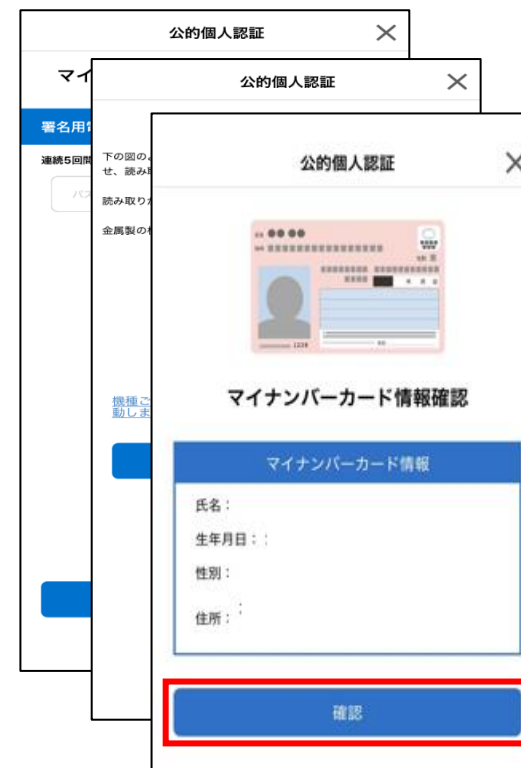 公的個人認証
マイ
署名用
連続5回間
パス
公的個人認証
下の図の
せ、読み
読み取り
金属製の
機種ご
動しま
公的個人認証
マイナンバーカード情報確認
マイナンバーカード情報
氏名：
生年月日：
性別：
住所：
確認